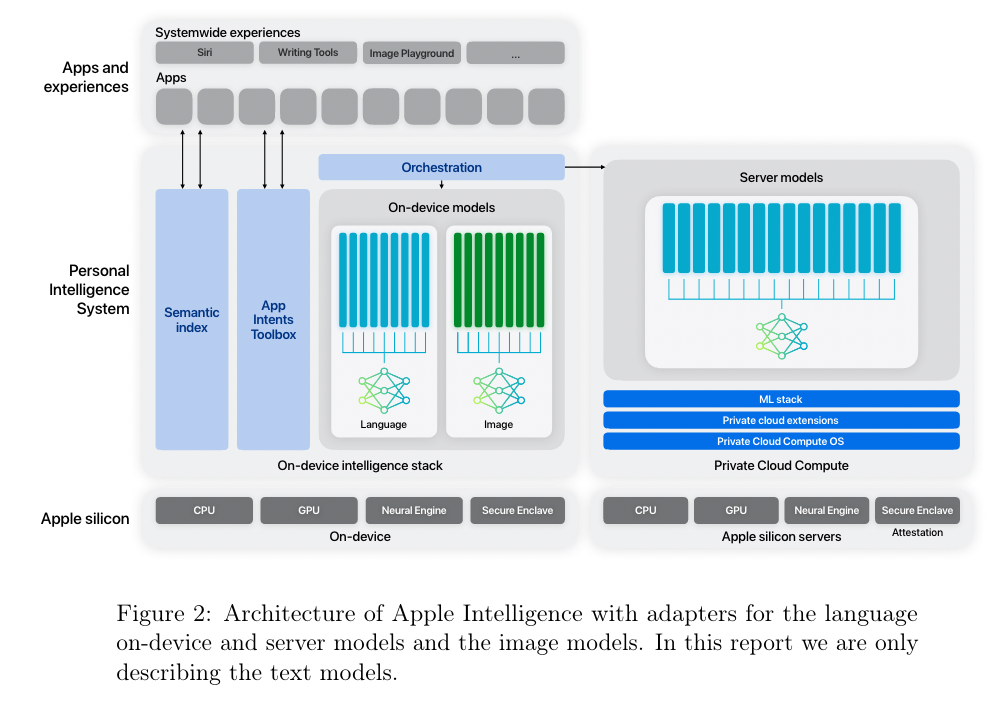 Systemwide experiences
Siri
Writing Tools
Image Playground
...
Apps and
experiences
Apps
Orchestration
Server models
On-device models
Personal
Intelligence
System
Semantic
index
App
Intents
Toolbox
Language
Image
ML stack
Private cloud extensions
Private Cloud Compute OS
On-device intelligence stack
Private Cloud Compute
Apple silicon
CPU
GPU
Neural Engine
Secure Enclave
On-device
CPU
GPU
Neural Engine
Secure Enclave
Attestation
Apple silicon servers
Figure 2: Architecture of Apple Intelligence with adapters for the language
on-device and server models and the image models. In this report we are only
describing the text models.